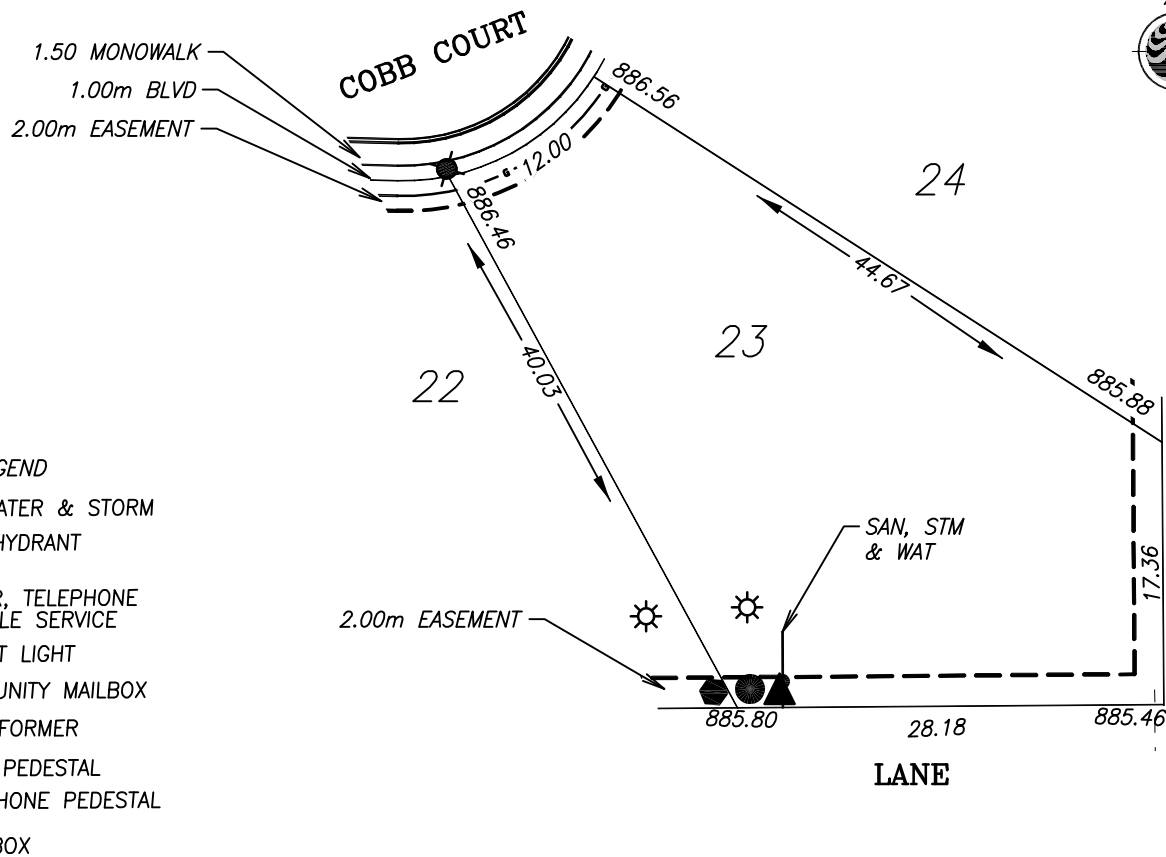 1.50 MONOWALK
1.00m BLVD
2.00m EASEMENT
COBB COURT
886.56
12.00
886.46
24
44.67
23
40.03
22
885.88
GEND
ATER & STORM
HYDRANT
R, TELEPHONE
LE SERVICE
T LIGHT
UNITY MAILBOX
FORMER
PEDESTAL
HONE PEDESTAL
BOX
SAN, STM
& WAT
2.00m EASEMENT
17.36
885.80
28.18
885.46
LANE